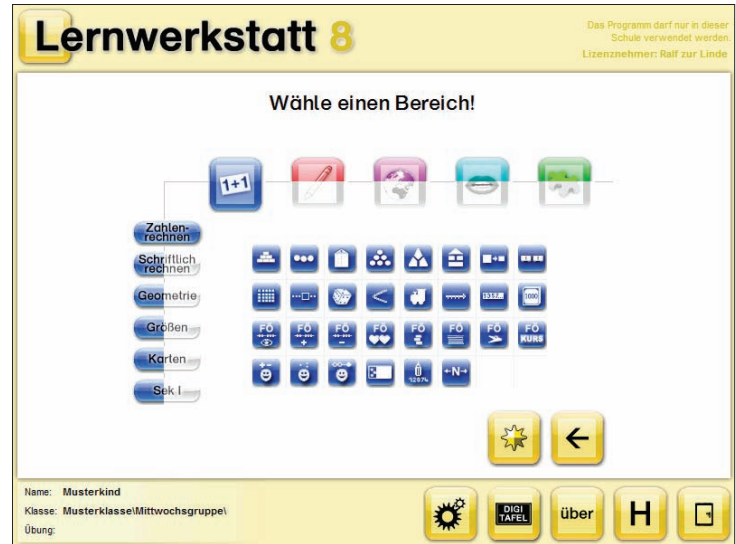 Lernwerkstatt 8
Das Programm darf nur in dieser
Schule verwendet werden.
Lizenznehmer: Ralf zur Linde
Wähle einen Bereich!
1+1
Zahlen-
rechnen
Schriftlich
rechnen
Geometrie
Größen
Karten
Sek I
1000
FÖ FÖ FÖ FÖ FÖ FÖ FÖ FÖ
KURS
N
Name: Musterkind
Klasse: Musterklasse\Mittwochsgruppe\
Übung:
DIGI
TAFEL
über
H